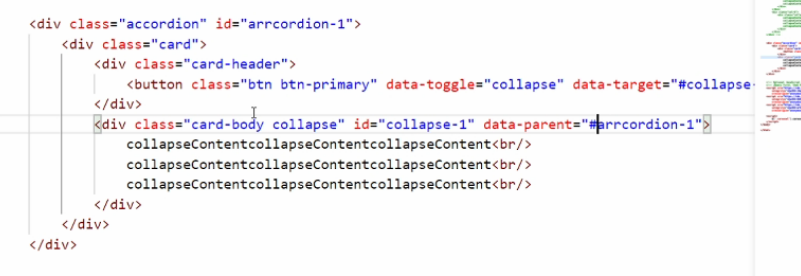 <div class="accordion" id="arrcordion-1">
<div class="card">
<div class="card-header">
<button class="btn btn-primary" data-toggle="collapse" data-target="#collapse-
</div>
<div class="card-body collapse" id="collapse-1" data-parent="#arrcordion-1">
collapseContentcollapseContentcollapseContent<br/>
collapseContentcollapseContentcollapseContent<br/>
collapseContentcollapseContentcollapseContent<br/>
</div>
</div>
</div>